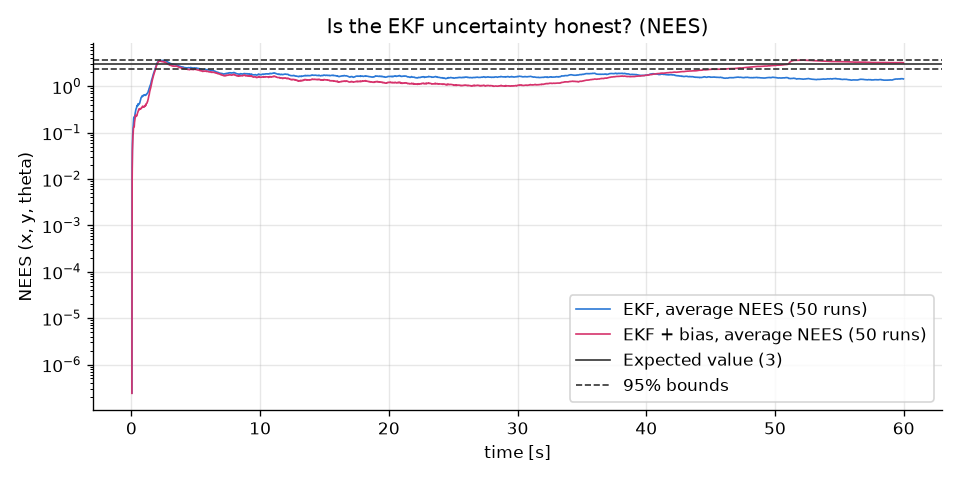 Is the EKF uncertainty honest? (NEES)
NEES (x, y, theta)
10⁰
10⁻¹
10⁻²
10⁻³
10⁻⁴
10⁻⁵
10⁻⁶
EKF, average NEES (50 runs)
EKF + bias, average NEES (50 runs)
Expected value (3)
95% bounds
0 10 20 30 40 50 60
time [s]